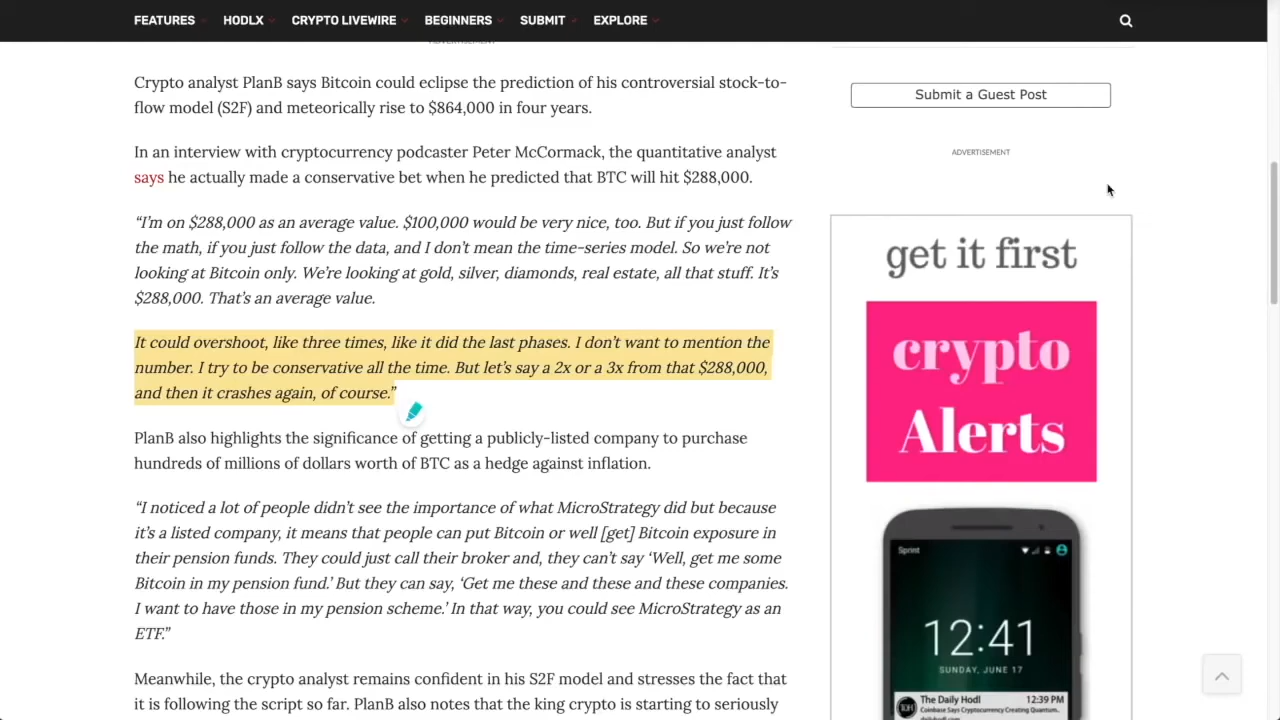 FEATURES HODLX CRYPTO LIVEWIRE BEGINNERS SUBMIT EXPLORE
ADVERTISEMENT
Crypto analyst PlanB says Bitcoin could eclipse the prediction of his controversial stock-to-
flow model (S2F) and meteorically rise to $864,000 in four years.
In an interview with cryptocurrency podcaster Peter McCormack, the quantitative analyst
says he actually made a conservative bet when he predicted that BTC will hit $288,000.
“I’m on $288,000 as an average value. $100,000 would be very nice, too. But if you just follow
the math, if you just follow the data, and I don’t mean the time-series model. So we’re not
looking at Bitcoin only. We’re looking at gold, silver, diamonds, real estate, all that stuff. It’s
$288,000. That’s an average value.
It could overshoot, like three times, like it did the last phases. I don’t want to mention the
number. I try to be conservative all the time. But let’s say a 2x or a 3x from that $288,000,
and then it crashes again, of course.”
PlanB also highlights the significance of getting a publicly-listed company to purchase
hundreds of millions of dollars worth of BTC as a hedge against inflation.
“I noticed a lot of people didn’t see the importance of what MicroStrategy did but because
it’s a listed company, it means that people can put Bitcoin or well [get] Bitcoin exposure in
their pension funds. They could just call their broker and, they can’t say ‘Well, get me some
Bitcoin in my pension fund.’ But they can say, ‘Get me these and these and these companies.
I want to have those in my pension scheme.’ In that way, you could see MicroStrategy as an
ETF.”
Meanwhile, the crypto analyst remains confident in his S2F model and stresses the fact that
it is following the script so far. PlanB also notes that the king crypto is starting to seriously
Submit a Guest Post
ADVERTISEMENT
get it first
crypto
Alerts
Sprint
12:41
SUNDAY, JUNE 17
The Daily Hodl 12:39 PM
Coinbase Says Cryptocurrency Creating Quantum..
dailyhodl.com